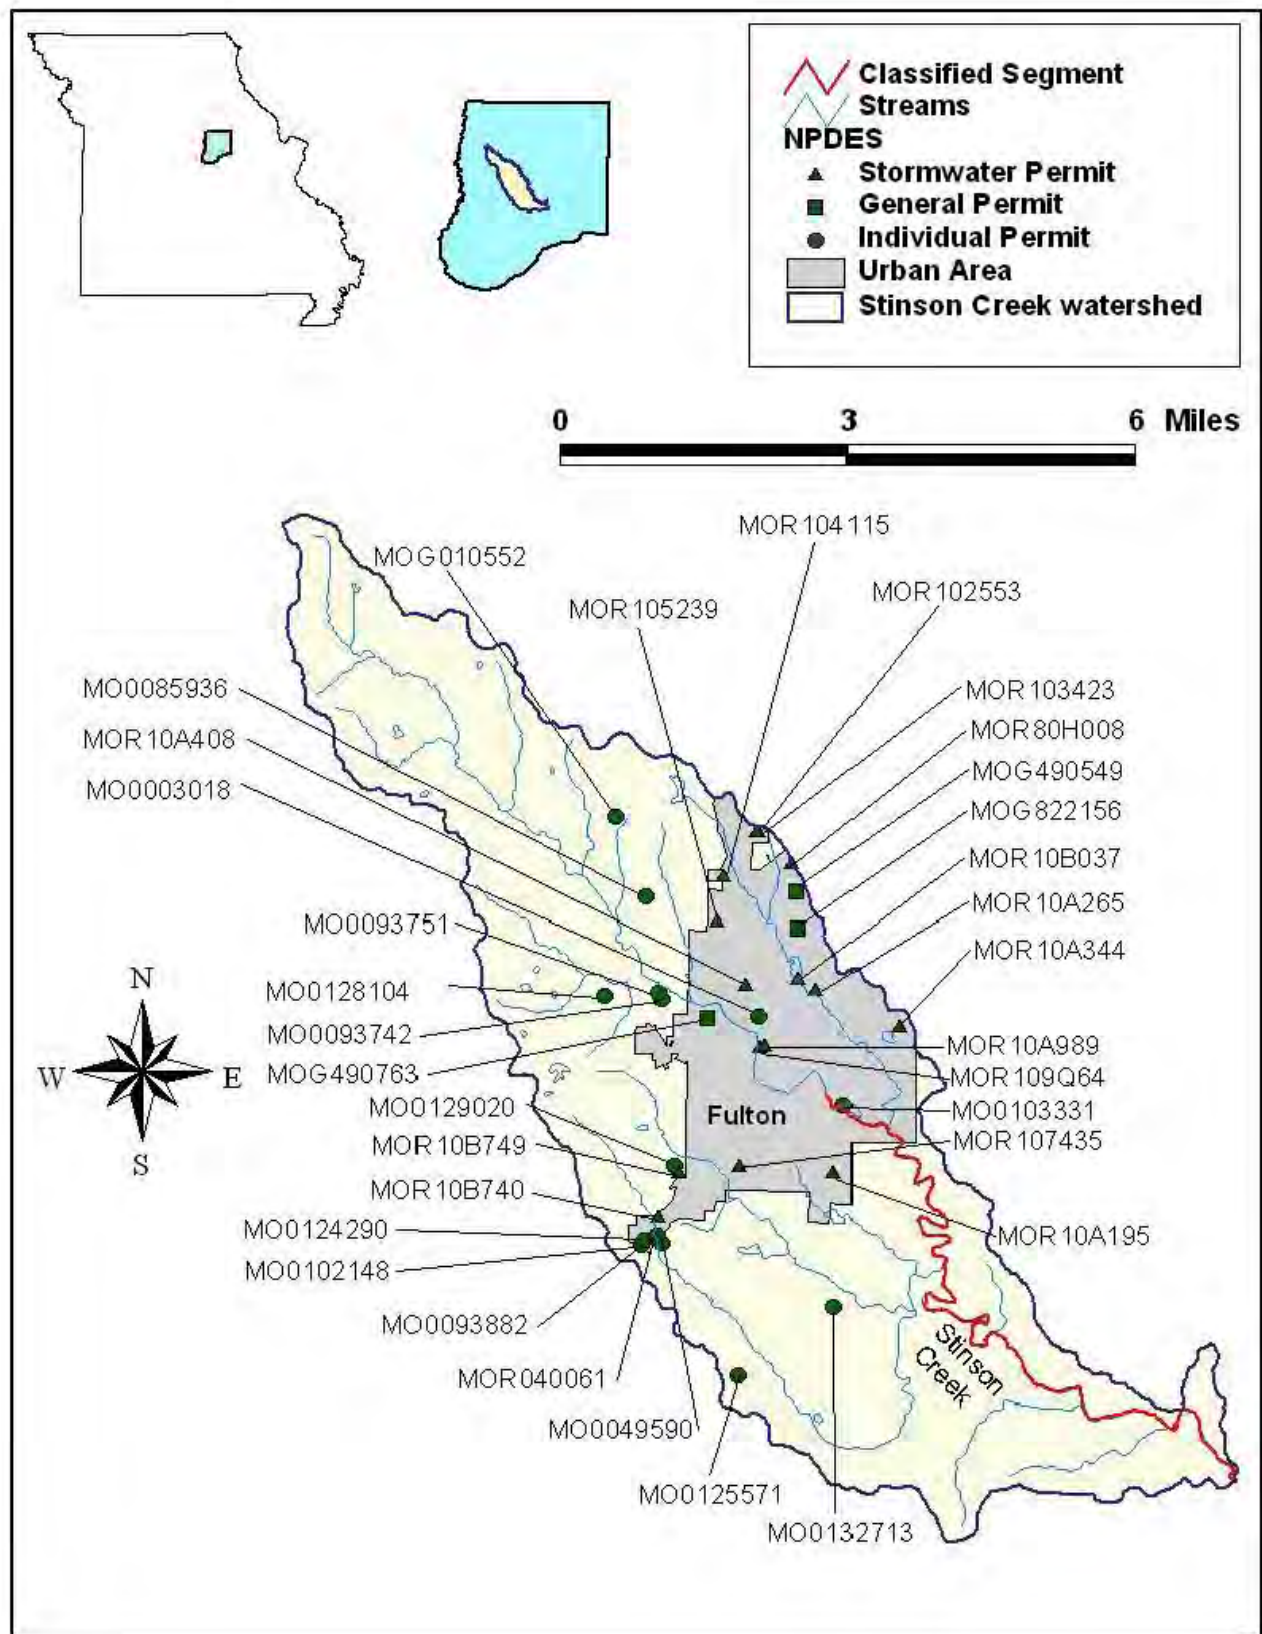 Classified Segment
Streams
NPDES
Stormwater Permit
General Permit
Individual Permit
Urban Area
Stinson Creek watershed
0 3 6 Miles
MOR104115
MOG010552
MOR102553
MOR105239
MO0085936
MOR103423
MOR10A408
MOR80H008
MO0003018
MOG490549
MOG822156
MOR10B037
MOR10A265
MO0093751
MOR10A344
N
MO0128104
MO0093742
MOR10A989
W E
MOG490763
MOR109Q64
MO0129020
MO0103331
Fulton
MOR10B749
MOR107435
S
MOR10B740
MO0124290
MOR10A195
MO0102148
MO0093882
Stinson
Creek
MOR040061
MO0049590
MO0125571
MO0132713